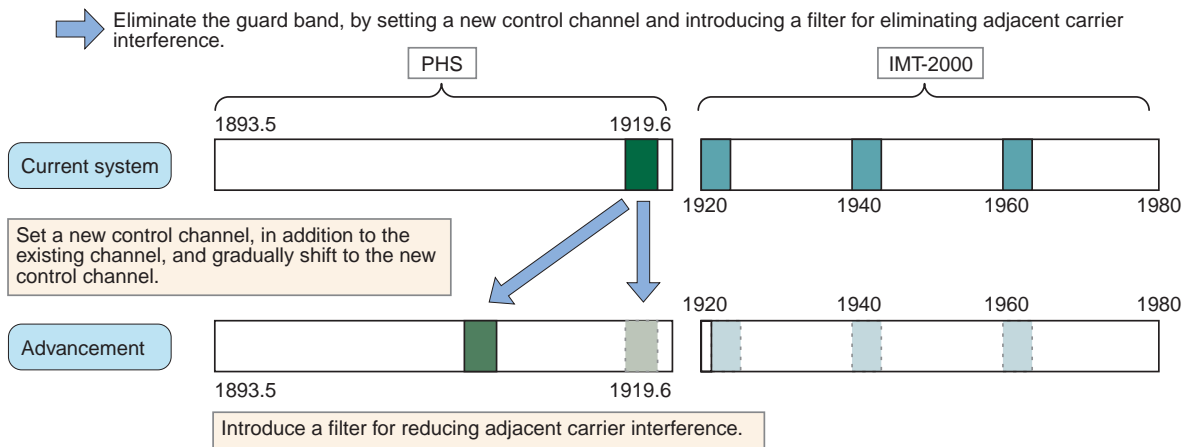 Eliminate the guard band, by setting a new control channel and introducing a filter for eliminating adjacent carrier
interference.
PHS
IMT-2000
1893.5
1919.6
Current system
1920
1940
1960
1980
Set a new control channel, in addition to the
existing channel, and gradually shift to the new
control channel.
1920
1940
1960
1980
Advancement
1893.5
1919.6
Introduce a filter for reducing adjacent carrier interference.